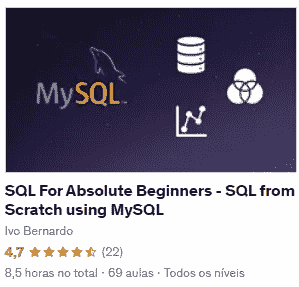 MySQL
SQL For Absolute Beginners - SQL from
Scratch using MySQL
Ivo Bernardo
4,7 (22)
8,5 horas no total · 69 aulas · Todos os níveis